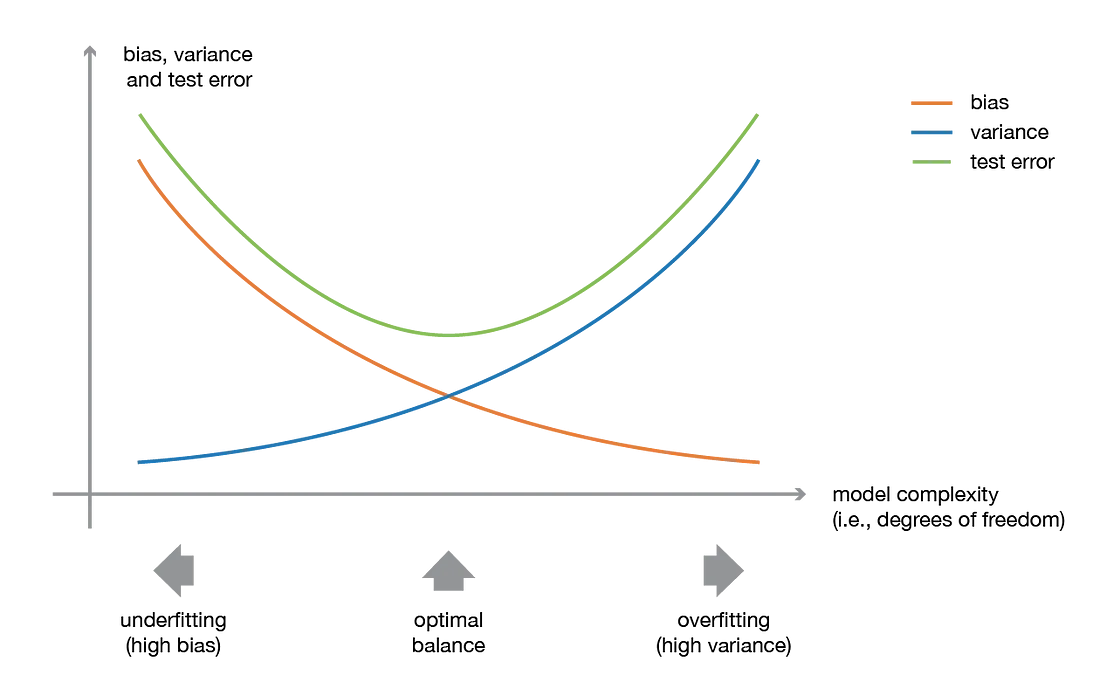 bias, variance
and test error
bias
variance
test error
model complexity
(i.e., degrees of freedom)
underfitting
(high bias)
optimal
balance
overfitting
(high variance)